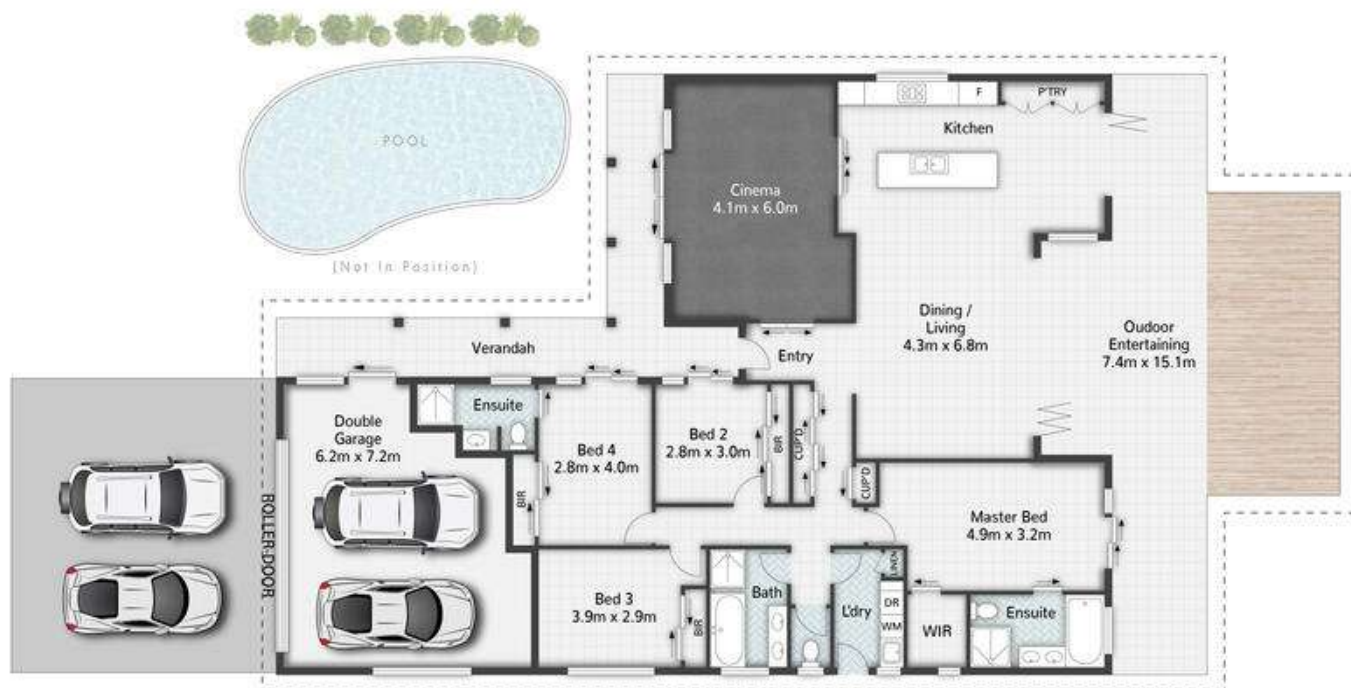 POOL
(Not In Position)
F
P'TRY
Kitchen
Cinema
4.1m x 6.0m
Dining /
Living
4.3m x 6.8m
Oudoor
Entertaining
7.4m x 15.1m
Verandah
Entry
Double
Garage
6.2m x 7.2m
Ensuite
Bed 4
2.8m x 4.0m
Bed 2
2.8m x 3.0m
BIR
CUP'D
BIR
CUP'D
ROLLER DOOR
Master Bed
4.9m x 3.2m
Bed 3
3.9m x 2.9m
BIR
Bath
L'dry
LINEN
DR
WM
WIR
Ensuite